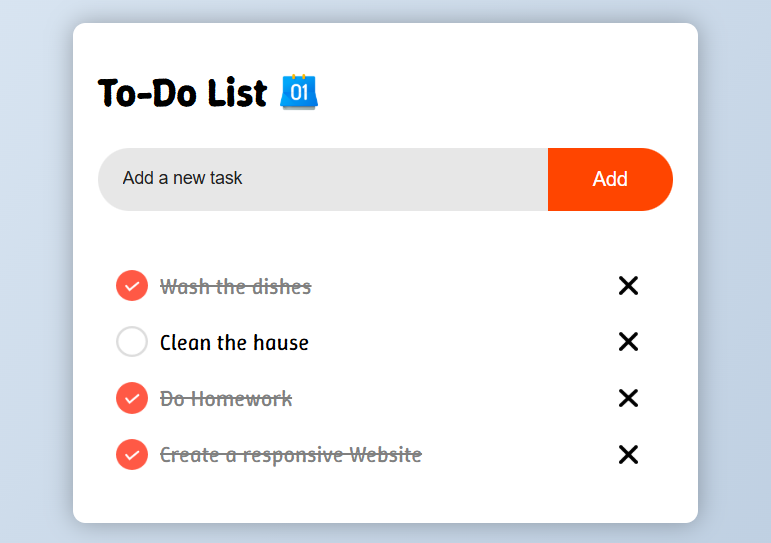 To-Do List 01
Add a new task Add
Wash the dishes
Clean the hause
Do Homework
Create a responsive Website